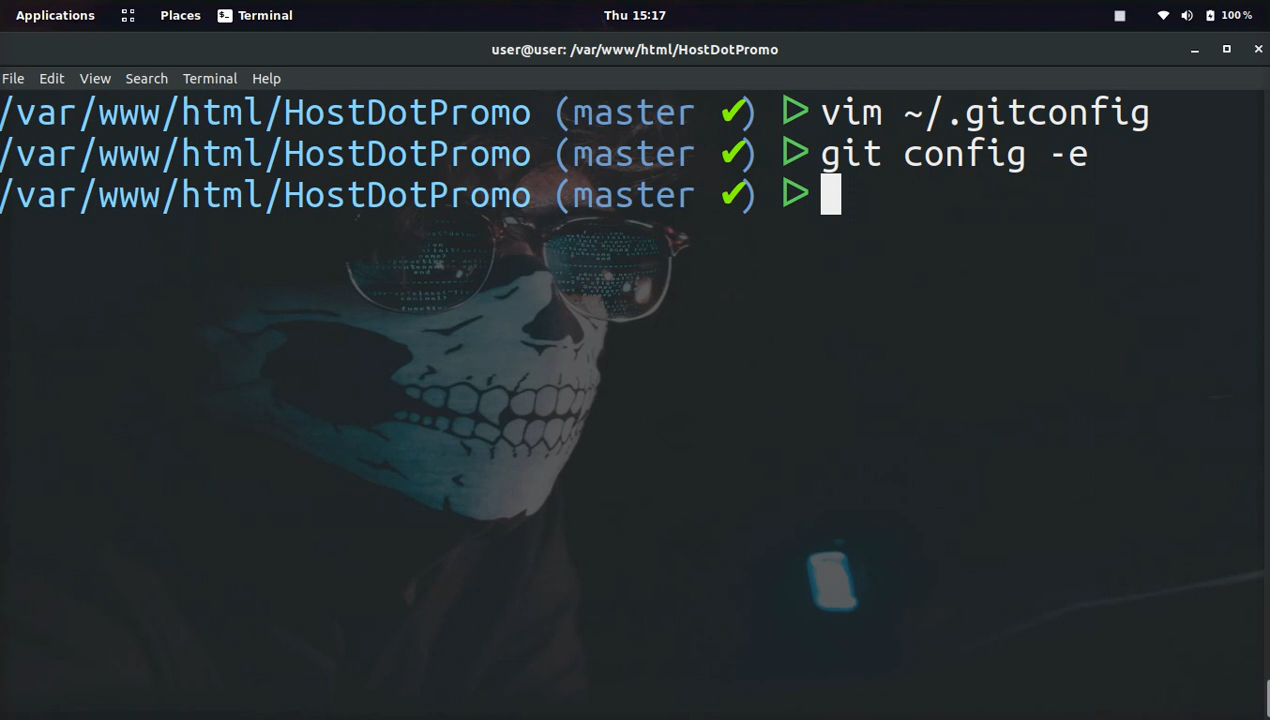 Applications Places Terminal Thu 15:17 100 %
user@user: /var/www/html/HostDotPromo
File Edit View Search Terminal Help
/var/www/html/HostDotPromo (master ✔) ▷ vim ~/.gitconfig
/var/www/html/HostDotPromo (master ✔) ▷ git config -e
/var/www/html/HostDotPromo (master ✔) ▷